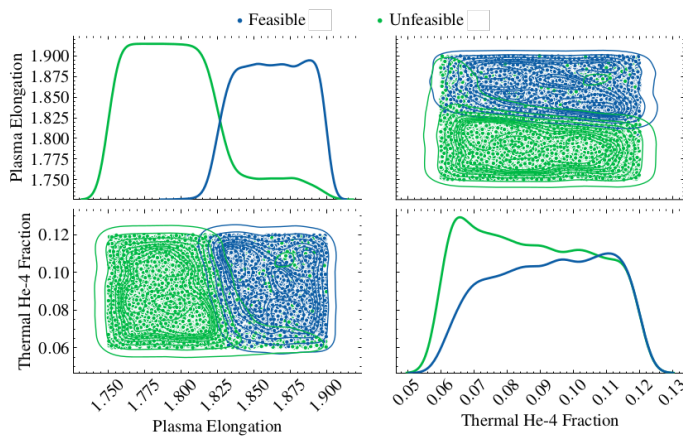 Feasible Unfeasible
Plasma Elongation
1.900
1.875
1.850
1.825
1.800
1.775
1.750
Thermal He-4 Fraction
0.12
0.10
0.08
0.06
1.750 1.775 1.800 1.825 1.850 1.875 1.900
Plasma Elongation
0.05 0.06 0.07 0.08 0.09 0.10 0.11 0.12 0.13
Thermal He-4 Fraction